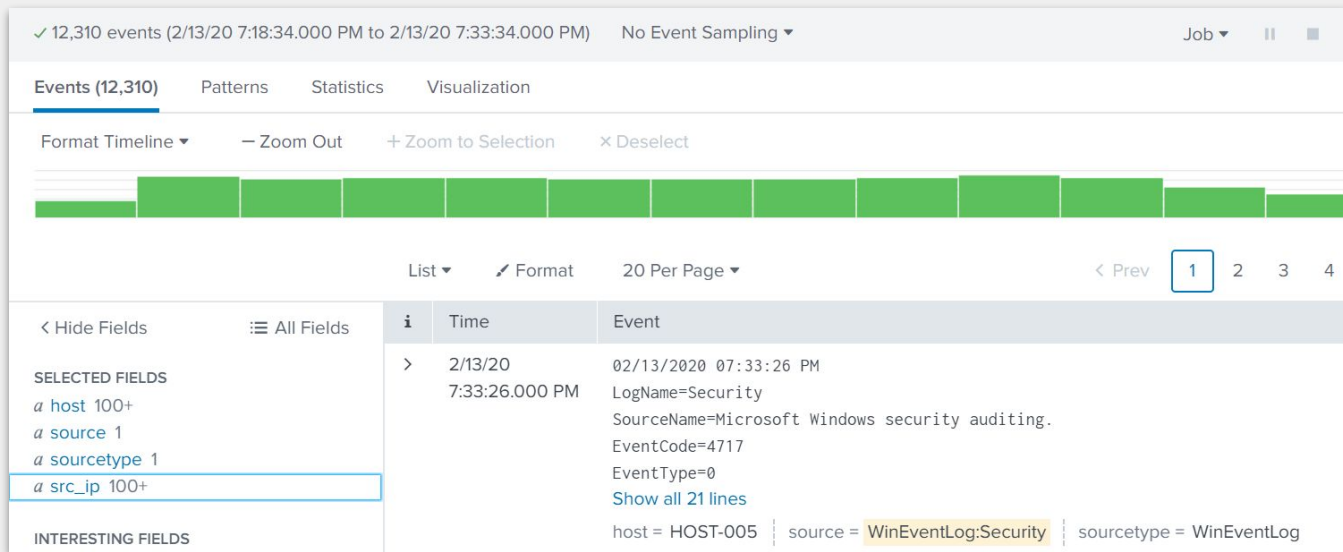 ✓ 12,310 events (2/13/20 7:18:34.000 PM to 2/13/20 7:33:34.000 PM) No Event Sampling ▾ Job ▾
Events (12,310) Patterns Statistics Visualization
Format Timeline ▾ — Zoom Out + Zoom to Selection × Deselect
List ▾ Format 20 Per Page ▾ < Prev 1 2 3 4
< Hide Fields All Fields i Time Event
SELECTED FIELDS
a host 100+
a source 1
a sourcetype 1
a src_ip 100+
INTERESTING FIELDS
> 2/13/20
7:33:26.000 PM
02/13/2020 07:33:26 PM
LogName=Security
SourceName=Microsoft Windows security auditing.
EventCode=4717
EventType=0
Show all 21 lines
host = HOST-005 source = WinEventLog:Security sourcetype = WinEventLog